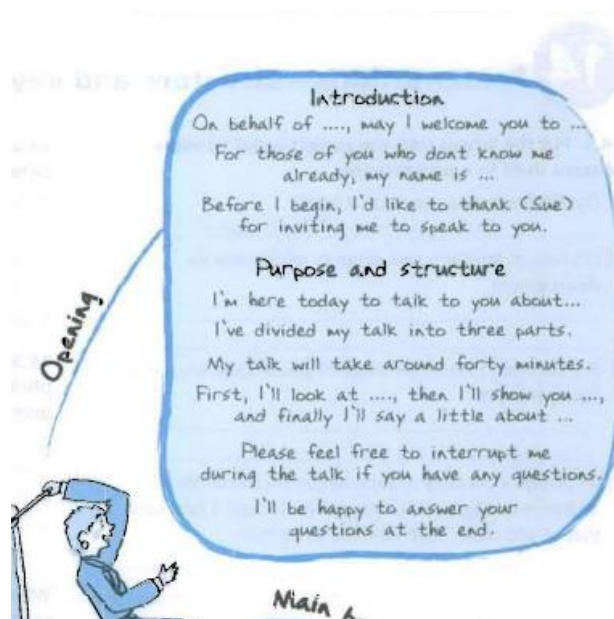 Introduction
On behalf of ...., may I welcome you to ...
For those of you who dont know me
already, my name is ...
Before I begin, I'd like to thank (Sue)
for inviting me to speak to you.
Purpose and structure
I'm here today to talk to you about...
I've divided my talk into three parts.
My talk will take around forty minutes.
First, I'll look at ...., then I'll show you ...,
and finally I'll say a little about ...
Please feel free to interrupt me
during the talk if you have any questions.
I'll be happy to answer your
questions at the end.
Opening
Main